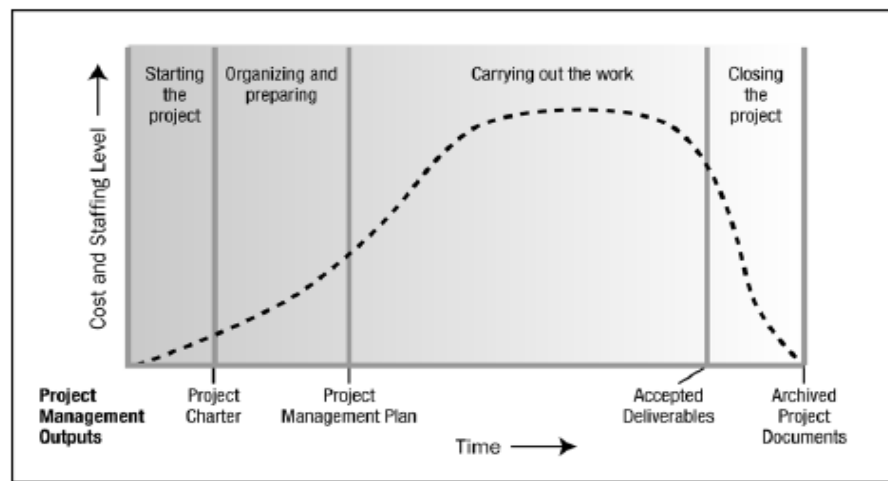 Starting
the
project
Organizing and
preparing
Carrying out the work
Closing
the
project
Cost and Staffing Level
Project
Management
Outputs
Project
Charter
Project
Management Plan
Accepted
Deliverables
Archived
Project
Documents
Time